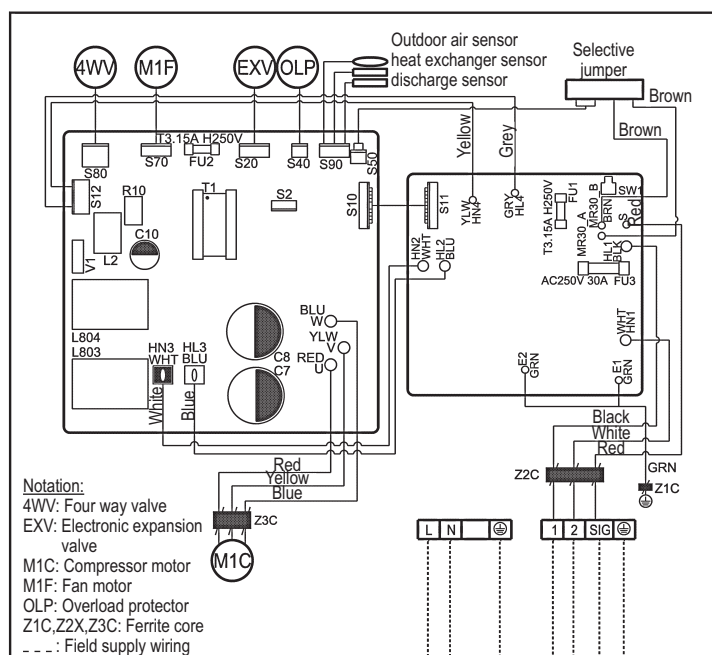 Outdoor air sensor
heat exchanger sensor
discharge sensor
Selective
jumper
4WV
M1F
EXV
OLP
Brown
Brown
Yellow
Grey
T3.15A H250V
FU2
S80
S70
S20
S40
S90
S50
S12
R10
T1
S2
S10
S11
C10
L2
V1
YLW
HN4
GRY
HL4
T3.15A H250V
FU1
MR30_A
MR30_B
BRN
SW1
S
Red
HL1
BLK
HN2
WHT
HL2
BLU
AC250V 30A FU3
L804
L803
BLU
W
YLW
V
RED
U
C8
C7
HN3
WHT
HL3
BLU
White
Blue
WHT
HN1
E2
GRN
E1
GRN
Black
White
Red
GRN
Z2C
Z1C
Red
Yellow
Blue
Z3C
M1C
L N
1 2 SIG
Notation:
4WV: Four way valve
EXV: Electronic expansion
valve
M1C: Compressor motor
M1F: Fan motor
OLP: Overload protector
Z1C,Z2X,Z3C: Ferrite core
_ _ _ : Field supply wiring